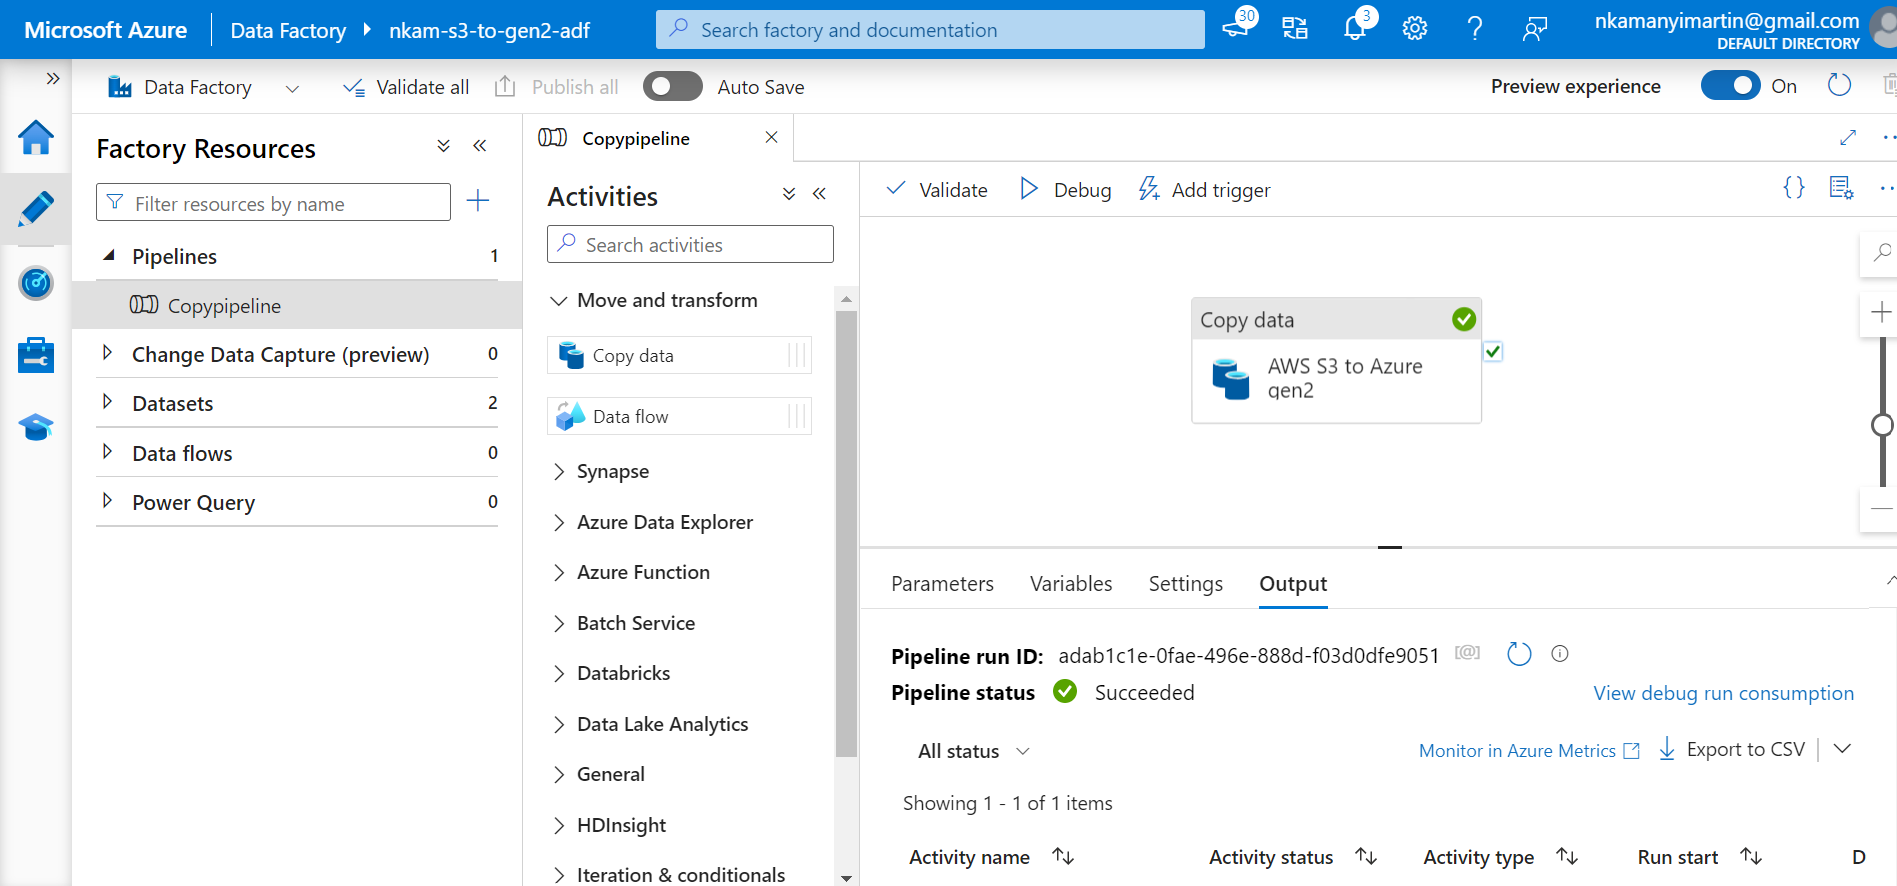 Microsoft Azure
Data Factory
nkam-s3-to-gen2-adf
Search factory and documentation
30
3
nkamanyimartin@gmail.com
DEFAULT DIRECTORY
Data Factory
Validate all
Publish all
Auto Save
Preview experience
On
Factory Resources
Filter resources by name
Pipelines 1
Copypipeline
Change Data Capture (preview) 0
Datasets 2
Data flows 0
Power Query 0
Copypipeline
Activities
Search activities
Move and transform
Copy data
Data flow
Synapse
Azure Data Explorer
Azure Function
Batch Service
Databricks
Data Lake Analytics
General
HDInsight
Iteration & conditionals
Validate
Debug
Add trigger
{}
Copy data
AWS S3 to Azure
gen2
Parameters
Variables
Settings
Output
Pipeline run ID: adab1c1e-0fae-496e-888d-f03d0dfe9051 [@]
Pipeline status Succeeded
View debug run consumption
All status
Monitor in Azure Metrics
Export to CSV
Showing 1 - 1 of 1 items
Activity name
Activity status
Activity type
Run start
D